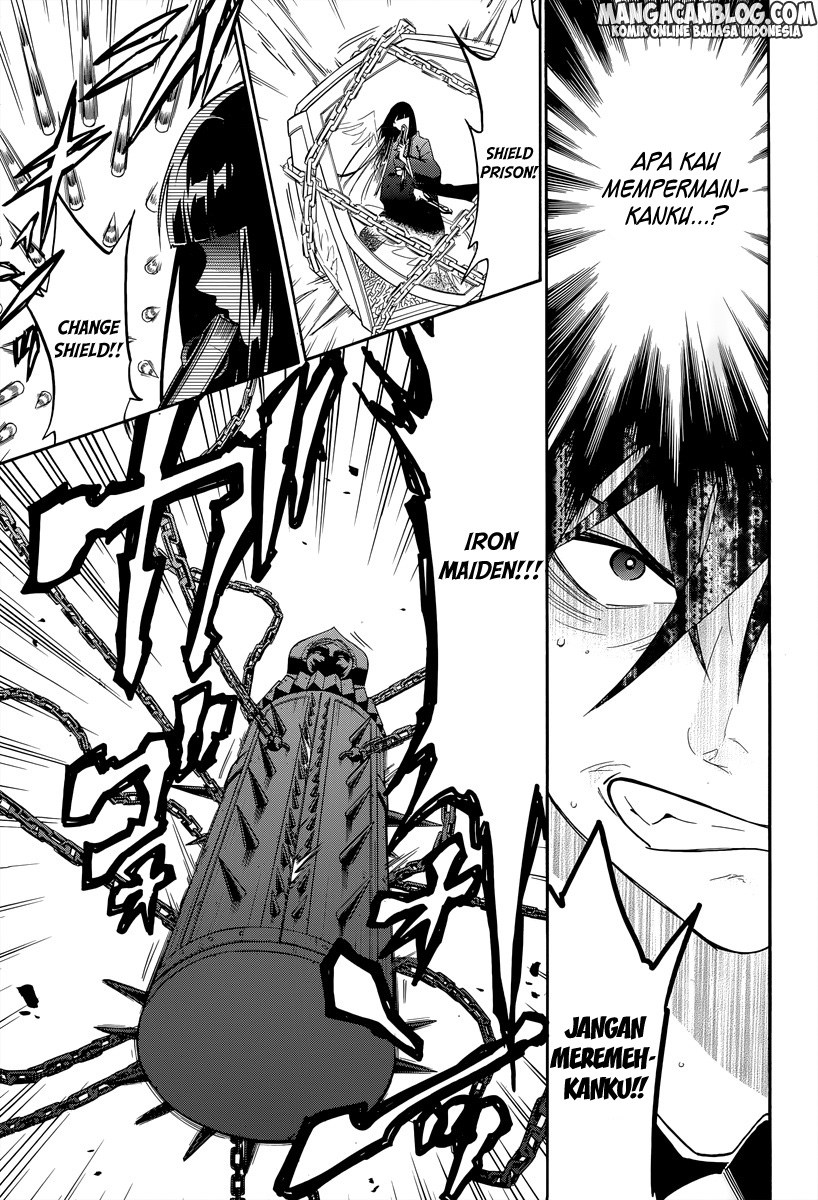 MANGACANBLOG.COM
KOMIK ONLINE BAHASA INDONESIA
APA KAU
MEMPERMAIN-
KANKU...?
JANGAN
MEREMEH-
KANKU!!
SHIELD
PRISON!
CHANGE
SHIELD!!
IRON
MAIDEN!!!